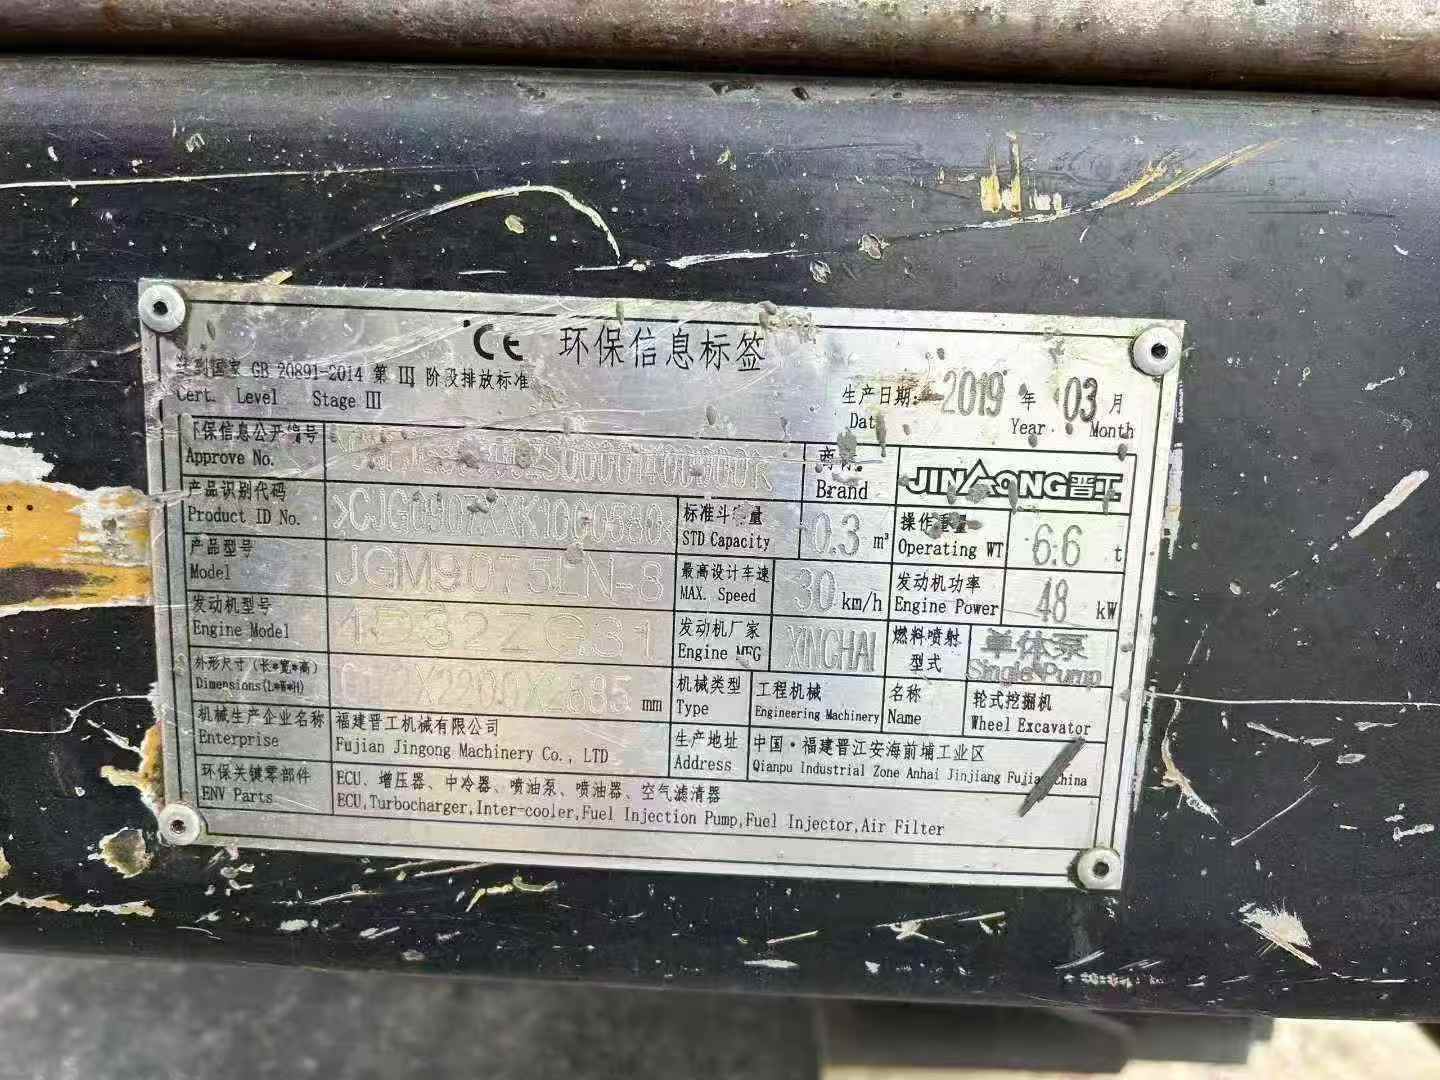 CE 环保信息标签
国家 GB 20891-2014 第 III 阶段排放标准
Cert. Level Stage III
生产日期: 2019 年 03 月
Year Month
保信息公开编号
Approve No.
Brand JINGONG晋工
产品识别代码
Product ID No.
标准斗容量
STD Capacity 0.3 m³
操作重量
Operating WT 6.6 t
产品型号
Model
最高设计车速
MAX. Speed 30 km/h
发动机功率
Engine Power 48 kW
发动机型号
Engine Model
发动机厂家
Engine MFG XINCHAI
燃料喷射
型式
单体泵
Single Pump
外形尺寸 (长*宽*高)
Dimensions(L*W*H) mm
机械类型
Type
工程机械
Engineering Machinery
名称
Name
轮式挖掘机
Wheel Excavator
机械生产企业名称
Enterprise
福建晋工机械有限公司
Fujian Jingong Machinery Co., LTD
生产地址
Address
中国·福建晋江安海前埔工业区
Qianpu Industrial Zone Anhai Jinjiang Fujian China
环保关键零部件
ENV Parts
ECU、增压器、中冷器、喷油泵、喷油器、空气滤清器
ECU,Turbocharger,Inter-cooler,Fuel Injection Pump,Fuel Injector,Air Filter